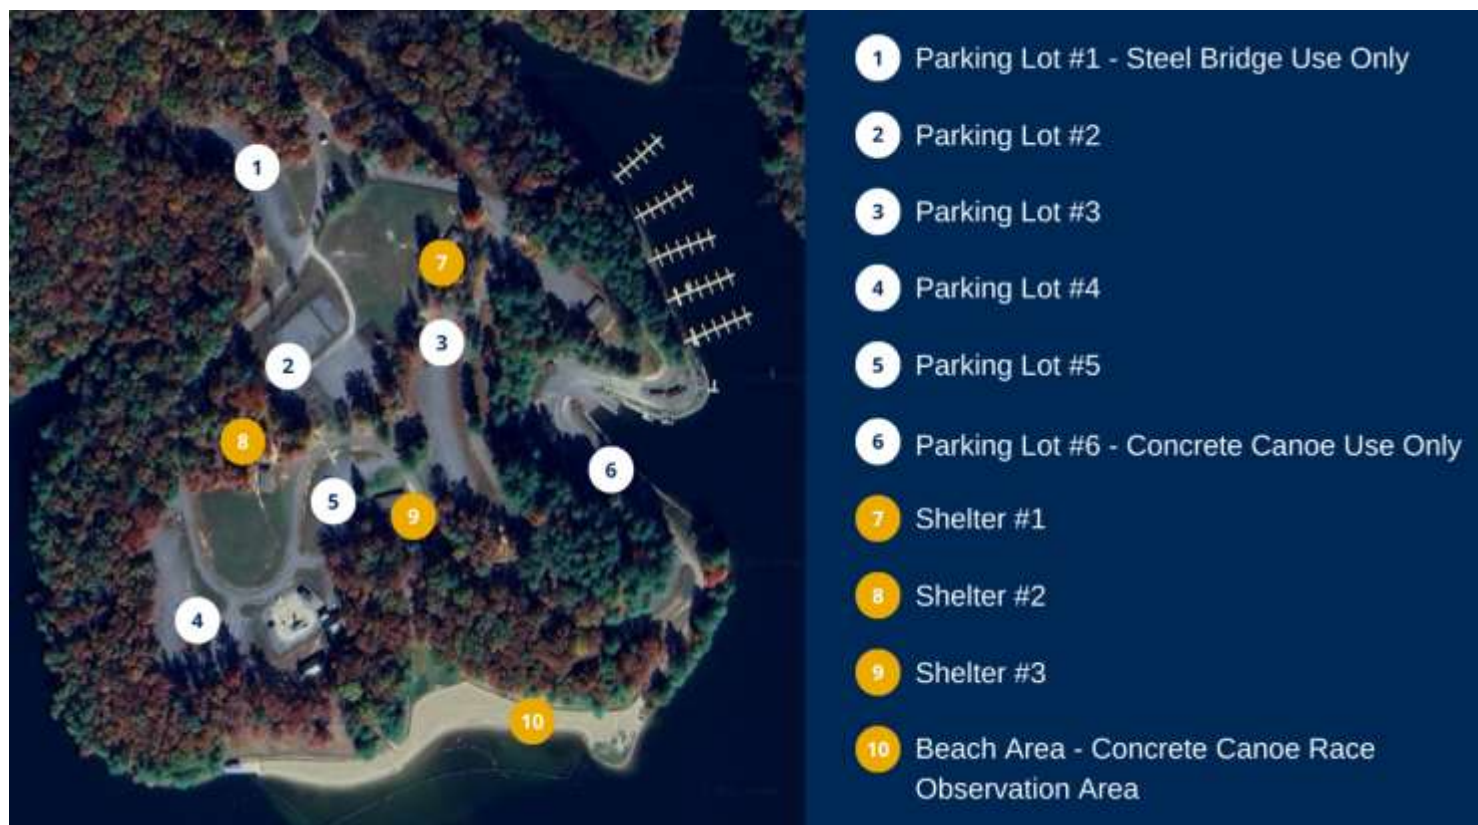 1 Parking Lot #1 - Steel Bridge Use Only
2 Parking Lot #2
3 Parking Lot #3
4 Parking Lot #4
5 Parking Lot #5
6 Parking Lot #6 - Concrete Canoe Use Only
7 Shelter #1
8 Shelter #2
9 Shelter #3
10 Beach Area - Concrete Canoe Race
Observation Area
1
7
3
2
8
6
5
9
4
10